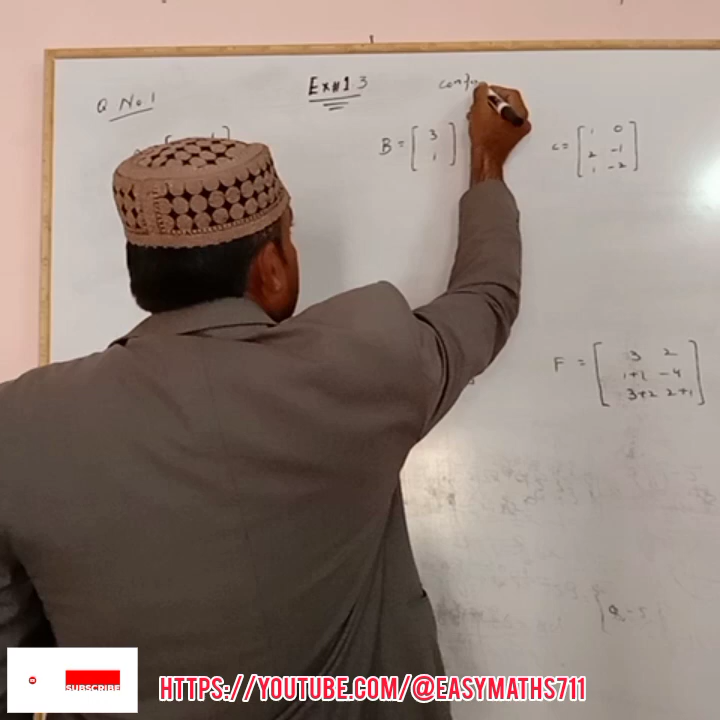 Ex#1.3
Q No.1
B = [ 3
1 ]
C = [ 1 0
2 -1
1 -2 ]
F = [ 3 2
1+1 -4
3+2 2+1 ]
SUBSCRIBE
HTTPS://YOUTUBE.COM/@EASYMATHS711